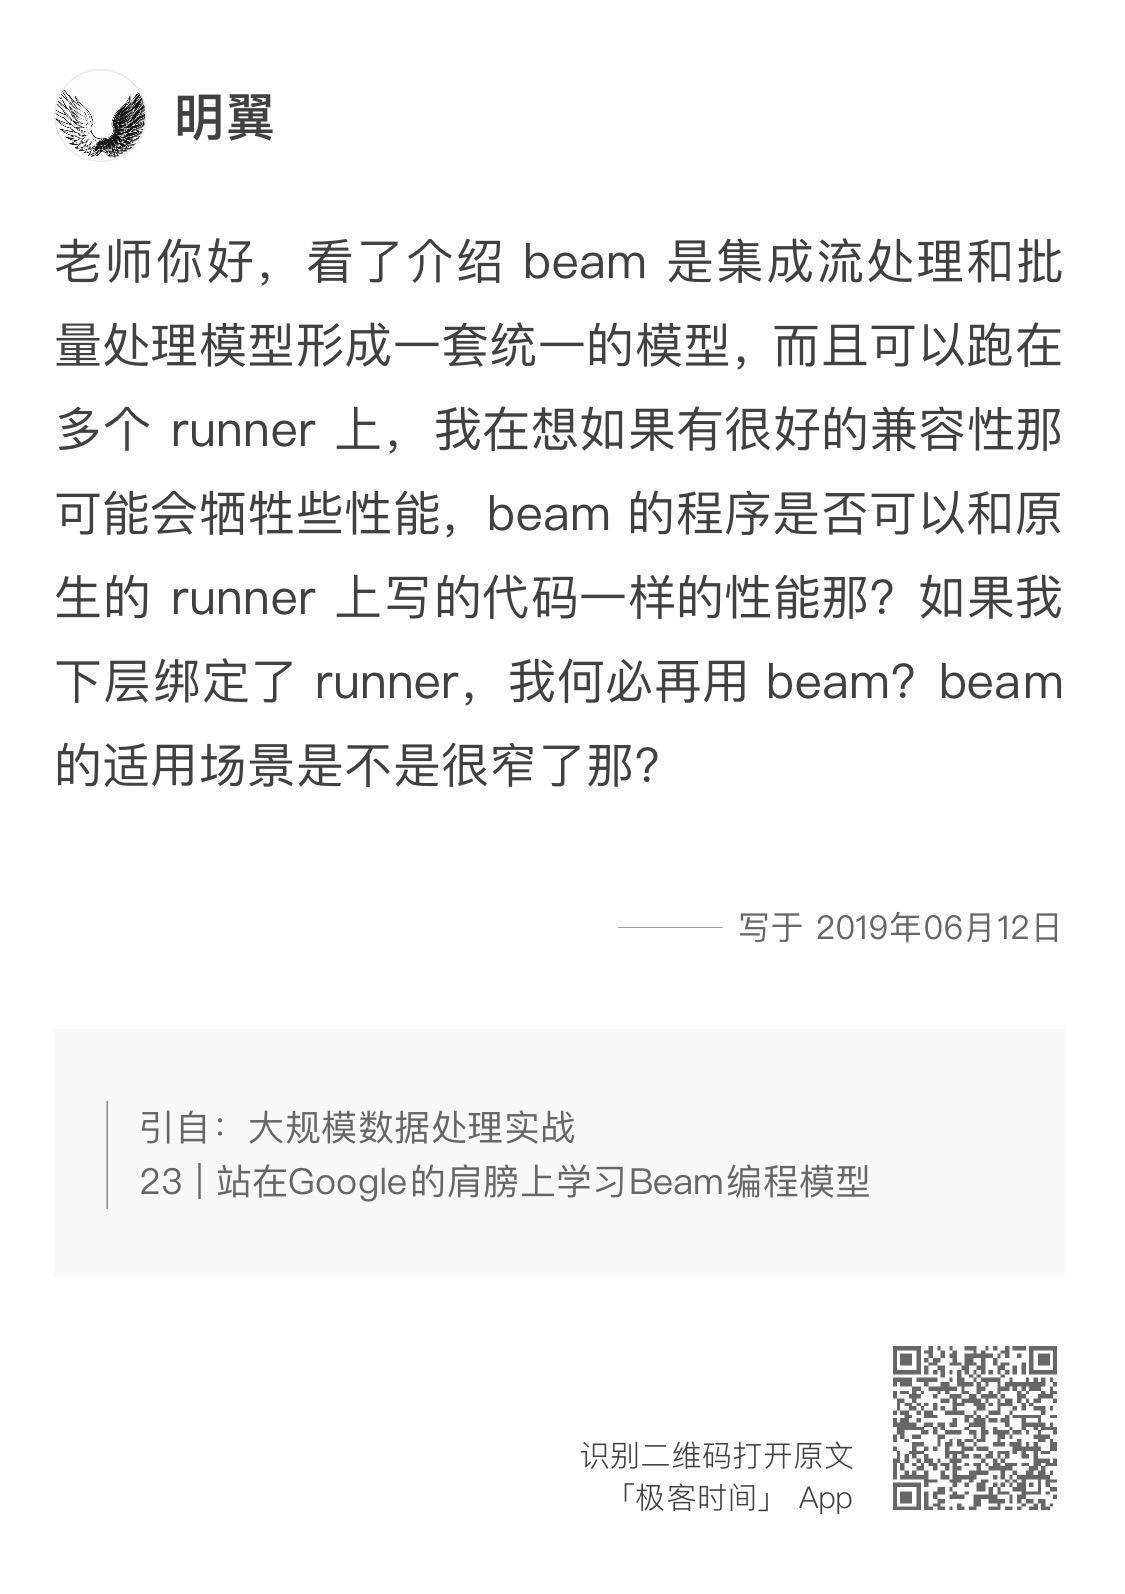 明翼
老师你好，看了介绍 beam 是集成流处理和批
量处理模型形成一套统一的模型，而且可以跑在
多个 runner 上，我在想如果有很好的兼容性那
可能会牺牲些性能，beam 的程序是否可以和原
生的 runner 上写的代码一样的性能那？如果我
下层绑定了 runner，我何必再用 beam？beam
的适用场景是不是很窄了那？
写于 2019年06月12日
引自：大规模数据处理实战
23 | 站在Google的肩膀上学习Beam编程模型
识别二维码打开原文
「极客时间」 App